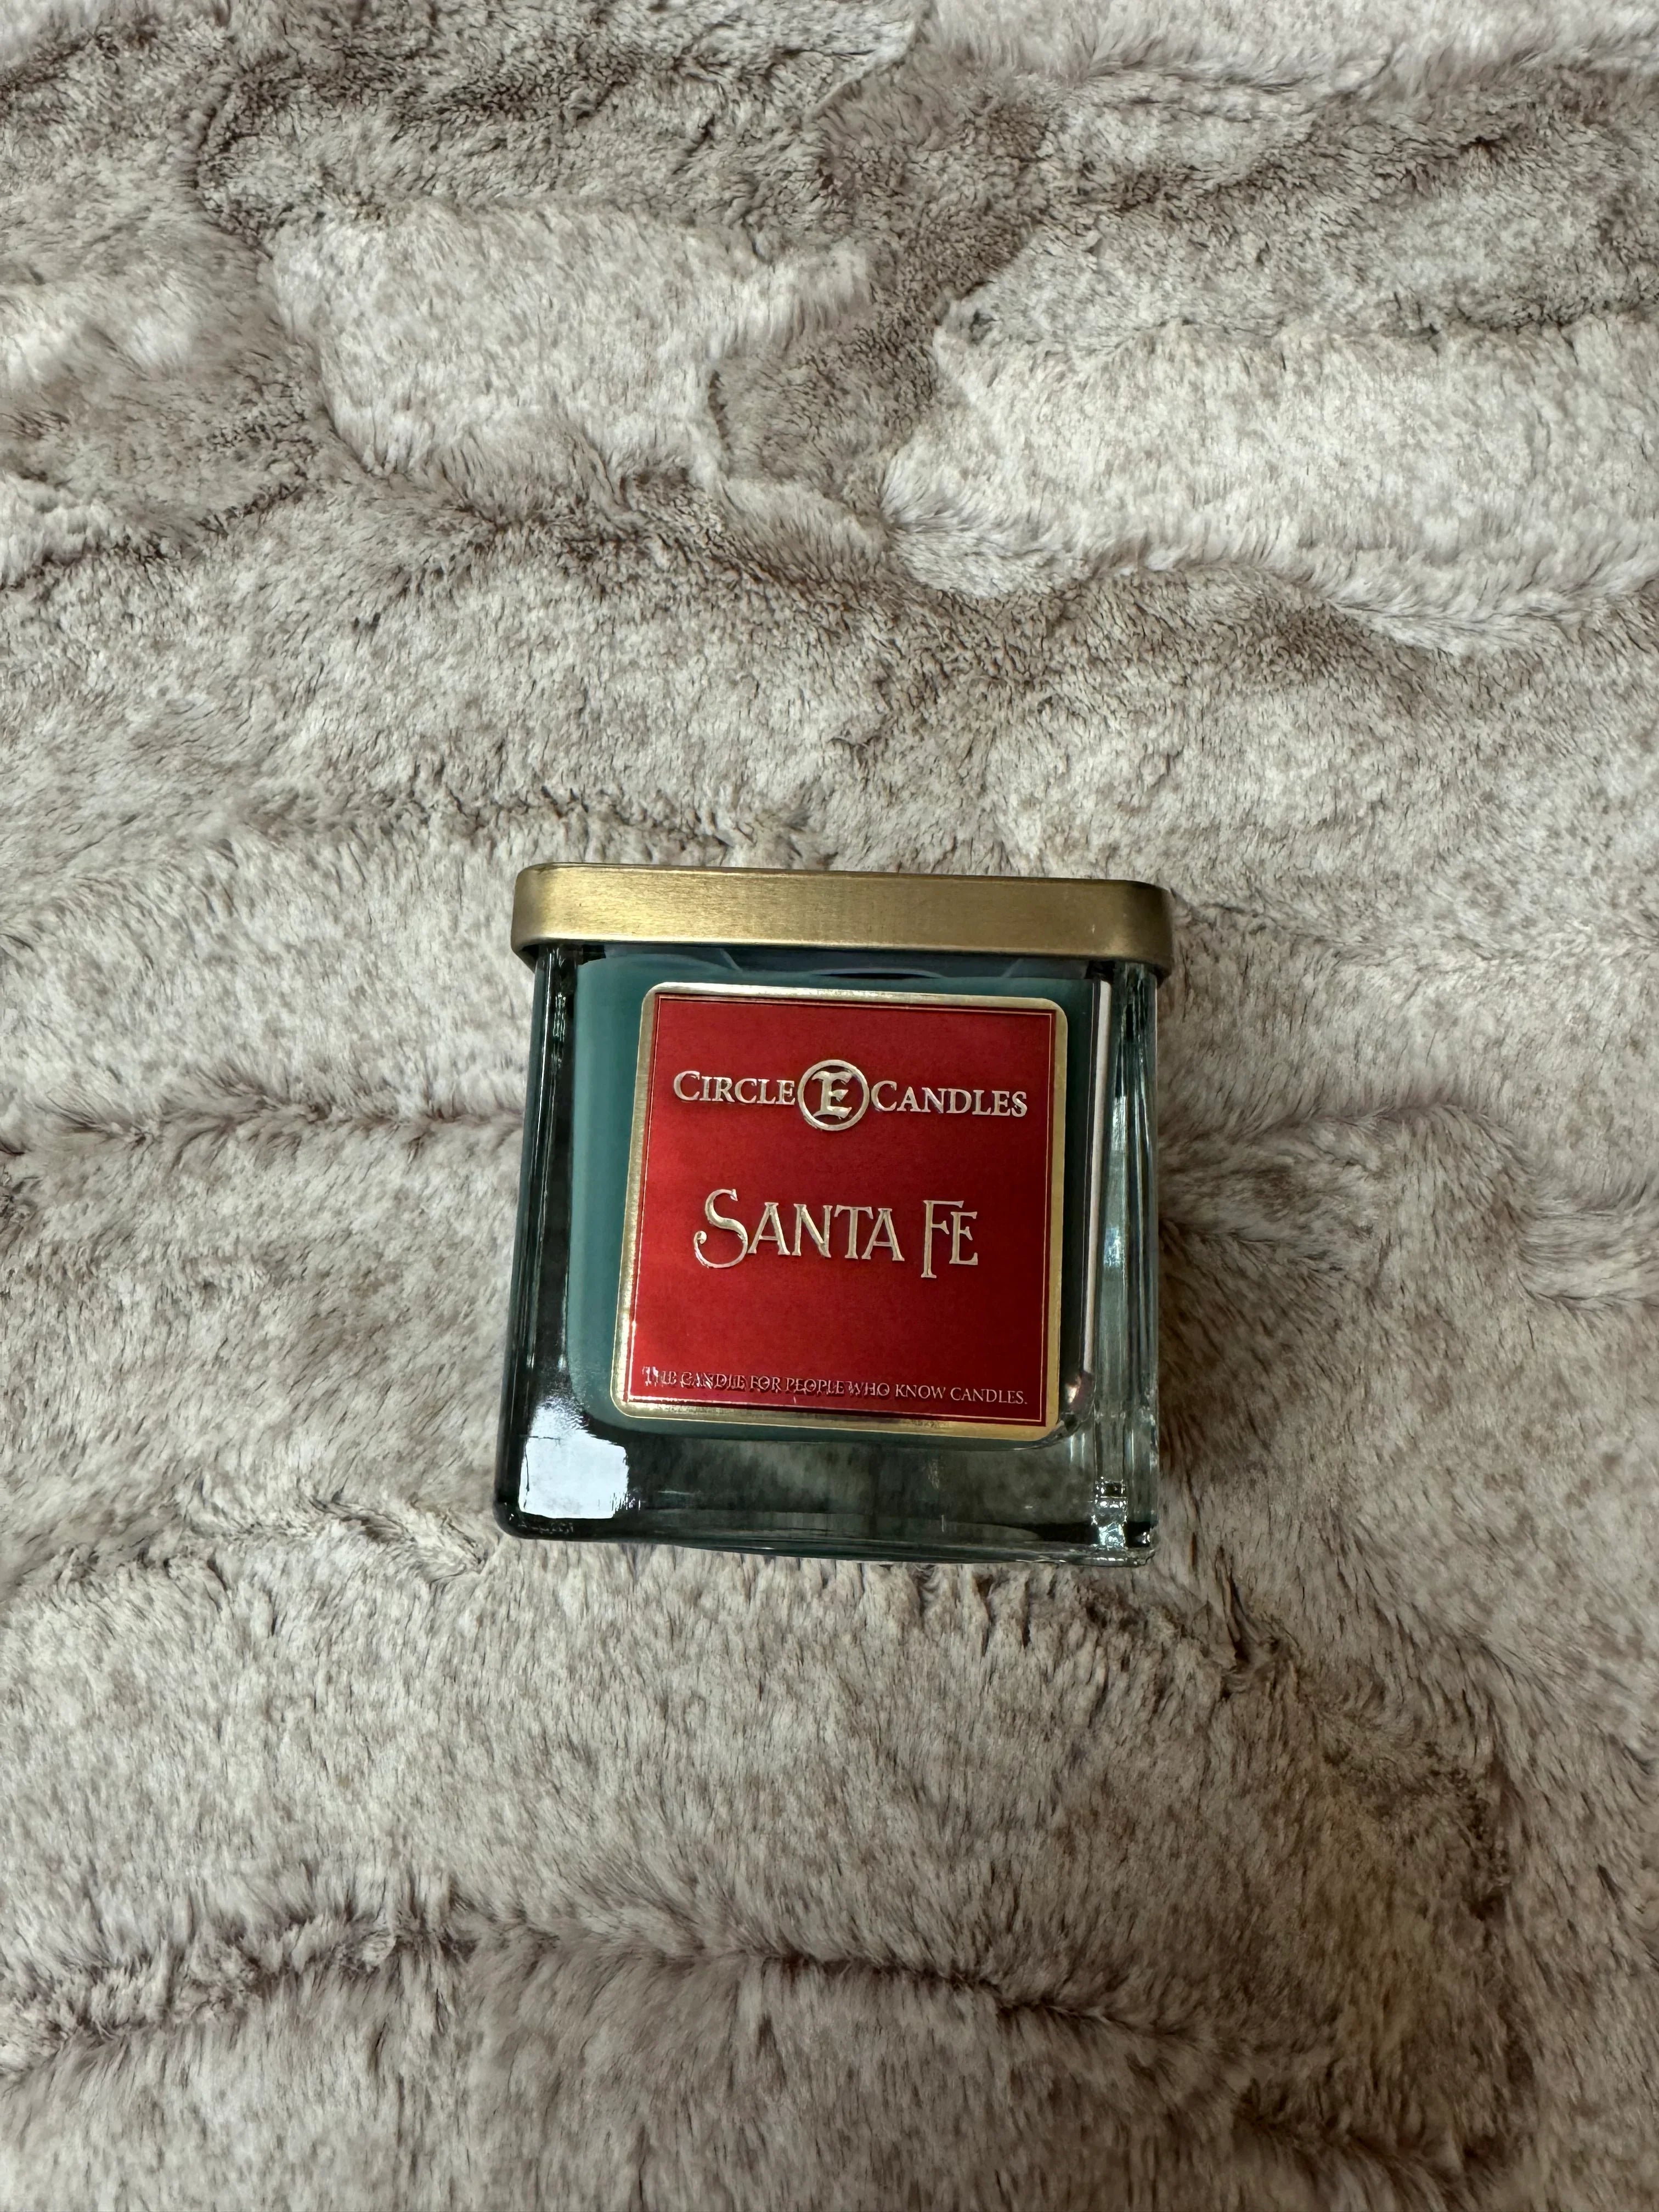 CIRCLE E CANDLES
SANTA FE
THE CANDLE FOR PEOPLE WHO KNOW CANDLES.